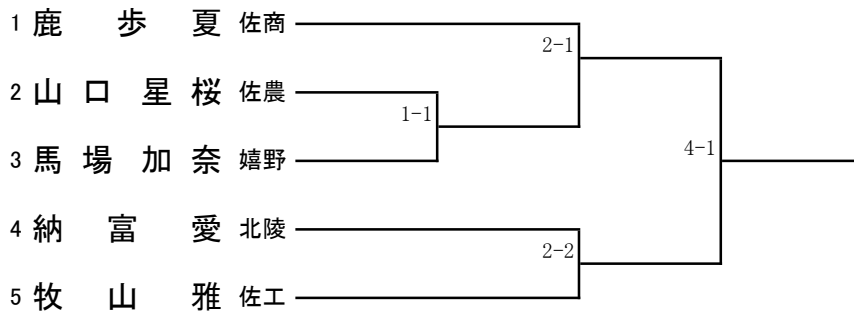 1 鹿歩夏 佐商
2-1
2 山口星桜 佐農
1-1
3 馬場加奈 嬉野
4-1
4 納富愛 北陵
2-2
5 牧山雅 佐工